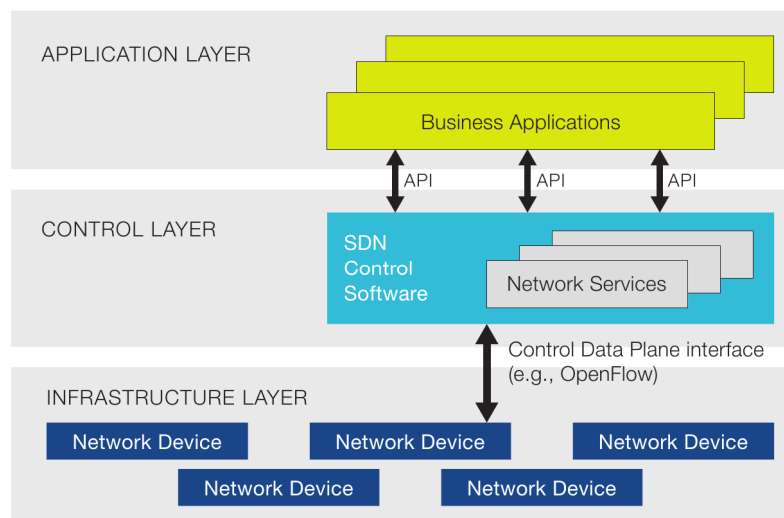 APPLICATION LAYER
Business Applications
API
API
API
CONTROL LAYER
SDN
Control
Software
Network Services
Control Data Plane interface
(e.g., OpenFlow)
INFRASTRUCTURE LAYER
Network Device
Network Device
Network Device
Network Device
Network Device